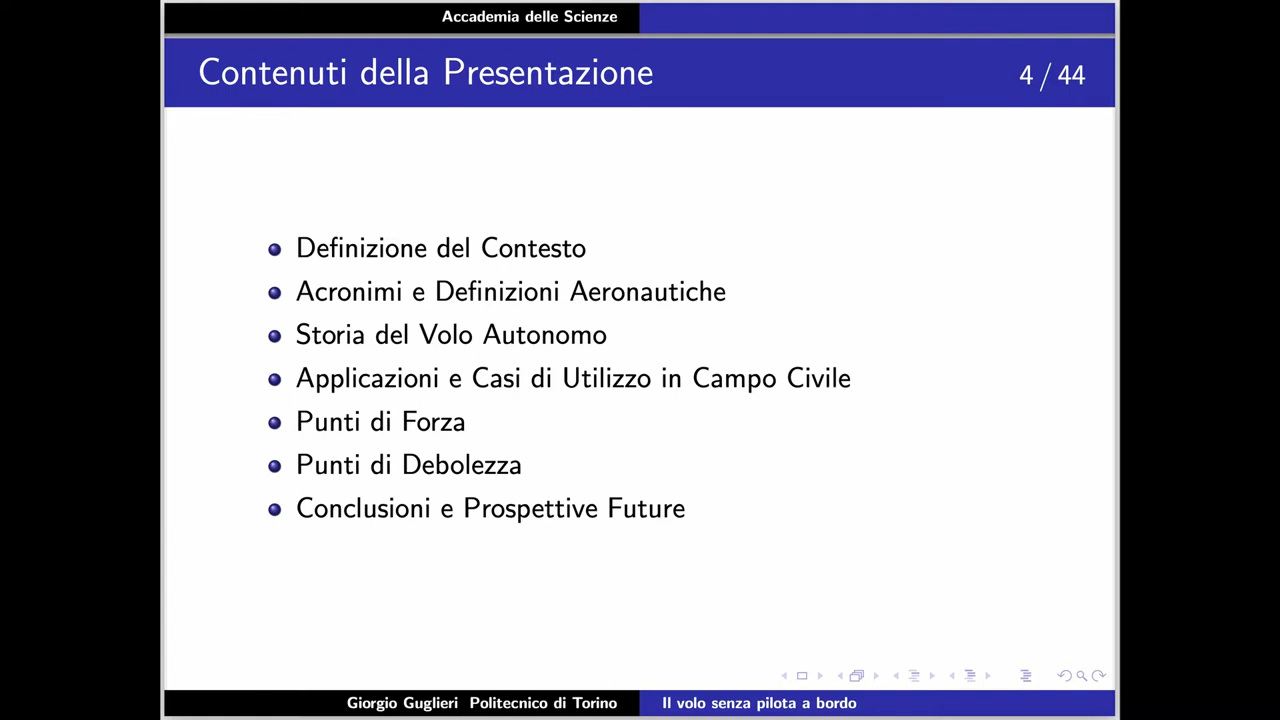 Accademia delle Scienze
Contenuti della Presentazione 4 / 44
Definizione del Contesto
Acronimi e Definizioni Aeronautiche
Storia del Volo Autonomo
Applicazioni e Casi di Utilizzo in Campo Civile
Punti di Forza
Punti di Debolezza
Conclusioni e Prospettive Future
Giorgio Guglieri Politecnico di Torino Il volo senza pilota a bordo